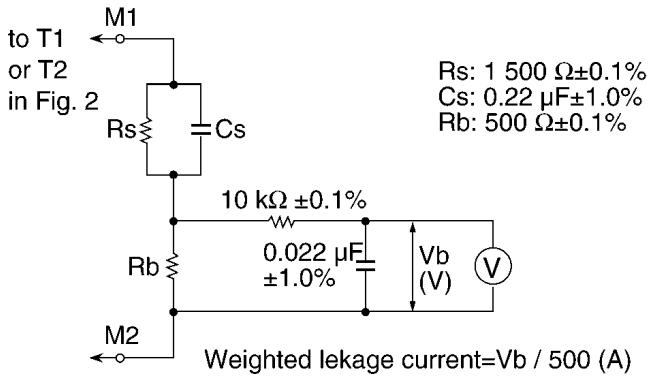 M1
to T1
or T2
in Fig. 2
Rs: 1 500 Ω±0.1%
Cs: 0.22 µF±1.0%
Rb: 500 Ω±0.1%
Rs
Cs
10 kΩ ±0.1%
Rb
0.022 µF
±1.0%
Vb
(V)
V
M2
Weighted lekage current=Vb / 500 (A)